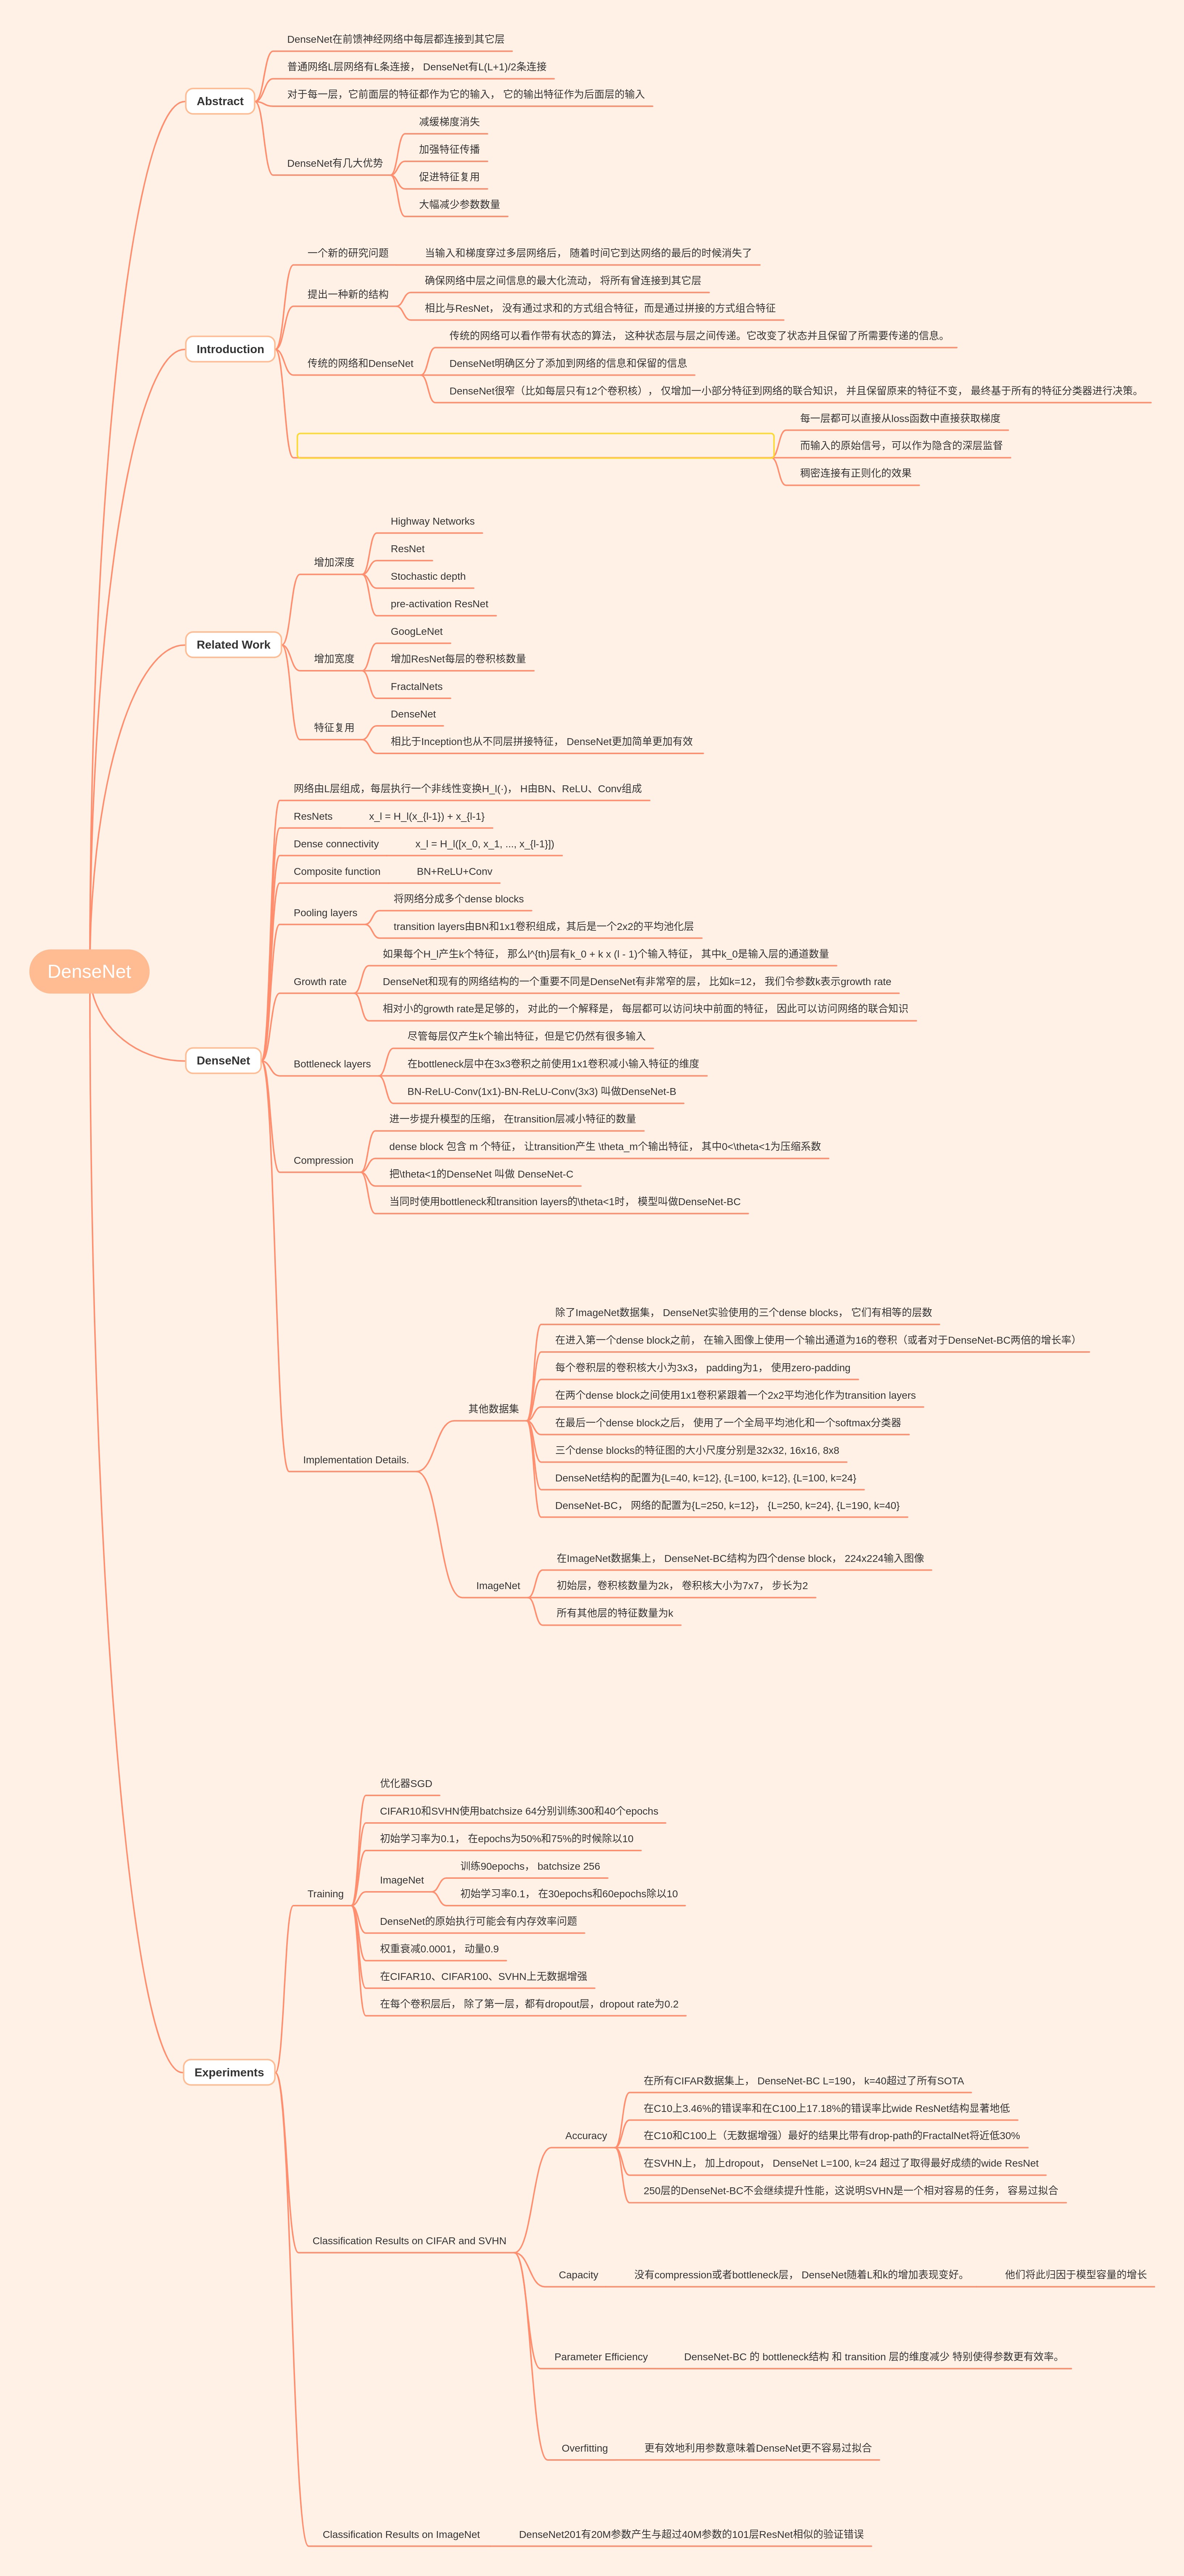 DenseNet
Abstract
DenseNet在前馈神经网络中每层都连接到其它层
普通网络L层网络有L条连接， DenseNet有L(L+1)/2条连接
对于每一层，它前面层的特征都作为它的输入， 它的输出特征作为后面层的输入
DenseNet有几大优势
减缓梯度消失
加强特征传播
促进特征复用
大幅减少参数数量
Introduction
一个新的研究问题
当输入和梯度穿过多层网络后， 随着时间它到达网络的最后的时候消失了
提出一种新的结构
确保网络中层之间信息的最大化流动， 将所有曾连接到其它层
相比与ResNet， 没有通过求和的方式组合特征，而是通过拼接的方式组合特征
传统的网络和DenseNet
传统的网络可以看作带有状态的算法， 这种状态层与层之间传递。它改变了状态并且保留了所需要传递的信息。
DenseNet明确区分了添加到网络的信息和保留的信息
DenseNet很窄（比如每层只有12个卷积核）， 仅增加一小部分特征到网络的联合知识， 并且保留原来的特征不变， 最终基于所有的特征分类器进行决策。
每一层都可以直接从loss函数中直接获取梯度
而输入的原始信号，可以作为隐含的深层监督
稠密连接有正则化的效果
Related Work
增加深度
Highway Networks
ResNet
Stochastic depth
pre-activation ResNet
增加宽度
GoogLeNet
增加ResNet每层的卷积核数量
FractalNets
特征复用
DenseNet
相比于Inception也从不同层拼接特征， DenseNet更加简单更加有效
DenseNet
网络由L层组成，每层执行一个非线性变换H_l(·)， H由BN、ReLU、Conv组成
ResNets
x_l = H_l(x_{l-1}) + x_{l-1}
Dense connectivity
x_l = H_l([x_0, x_1, ..., x_{l-1}])
Composite function
BN+ReLU+Conv
Pooling layers
将网络分成多个dense blocks
transition layers由BN和1x1卷积组成，其后是一个2x2的平均池化层
Growth rate
如果每个H_l产生k个特征， 那么l^{th}层有k_0 + k x (l - 1)个输入特征， 其中k_0是输入层的通道数量
DenseNet和现有的网络结构的一个重要不同是DenseNet有非常窄的层， 比如k=12， 我们令参数k表示growth rate
相对小的growth rate是足够的， 对此的一个解释是， 每层都可以访问块中前面的特征， 因此可以访问网络的联合知识
Bottleneck layers
尽管每层仅产生k个输出特征，但是它仍然有很多输入
在bottleneck层中在3x3卷积之前使用1x1卷积减小输入特征的维度
BN-ReLU-Conv(1x1)-BN-ReLU-Conv(3x3) 叫做DenseNet-B
Compression
进一步提升模型的压缩， 在transition层减小特征的数量
dense block 包含 m 个特征， 让transition产生 \theta_m个输出特征， 其中0<\theta<1为压缩系数
把\theta<1的DenseNet 叫做 DenseNet-C
当同时使用bottleneck和transition layers的\theta<1时， 模型叫做DenseNet-BC
Implementation Details.
其他数据集
除了ImageNet数据集， DenseNet实验使用的三个dense blocks， 它们有相等的层数
在进入第一个dense block之前， 在输入图像上使用一个输出通道为16的卷积（或者对于DenseNet-BC两倍的增长率）
每个卷积层的卷积核大小为3x3， padding为1， 使用zero-padding
在两个dense block之间使用1x1卷积紧跟着一个2x2平均池化作为transition layers
在最后一个dense block之后， 使用了一个全局平均池化和一个softmax分类器
三个dense blocks的特征图的大小尺度分别是32x32, 16x16, 8x8
DenseNet结构的配置为{L=40, k=12}, {L=100, k=12}, {L=100, k=24}
DenseNet-BC， 网络的配置为{L=250, k=12}， {L=250, k=24}, {L=190, k=40}
ImageNet
在ImageNet数据集上， DenseNet-BC结构为四个dense block， 224x224输入图像
初始层，卷积核数量为2k， 卷积核大小为7x7， 步长为2
所有其他层的特征数量为k
Experiments
Training
优化器SGD
CIFAR10和SVHN使用batchsize 64分别训练300和40个epochs
初始学习率为0.1， 在epochs为50%和75%的时候除以10
ImageNet
训练90epochs， batchsize 256
初始学习率0.1， 在30epochs和60epochs除以10
DenseNet的原始执行可能会有内存效率问题
权重衰减0.0001， 动量0.9
在CIFAR10、CIFAR100、SVHN上无数据增强
在每个卷积层后， 除了第一层，都有dropout层，dropout rate为0.2
Classification Results on CIFAR and SVHN
Accuracy
在所有CIFAR数据集上， DenseNet-BC L=190， k=40超过了所有SOTA
在C10上3.46%的错误率和在C100上17.18%的错误率比wide ResNet结构显著地低
在C10和C100上（无数据增强）最好的结果比带有drop-path的FractalNet将近低30%
在SVHN上， 加上dropout， DenseNet L=100, k=24 超过了取得最好成绩的wide ResNet
250层的DenseNet-BC不会继续提升性能，这说明SVHN是一个相对容易的任务， 容易过拟合
Capacity
没有compression或者bottleneck层， DenseNet随着L和k的增加表现变好。
他们将此归因于模型容量的增长
Parameter Efficiency
DenseNet-BC 的 bottleneck结构 和 transition 层的维度减少 特别使得参数更有效率。
Overfitting
更有效地利用参数意味着DenseNet更不容易过拟合
Classification Results on ImageNet
DenseNet201有20M参数产生与超过40M参数的101层ResNet相似的验证错误